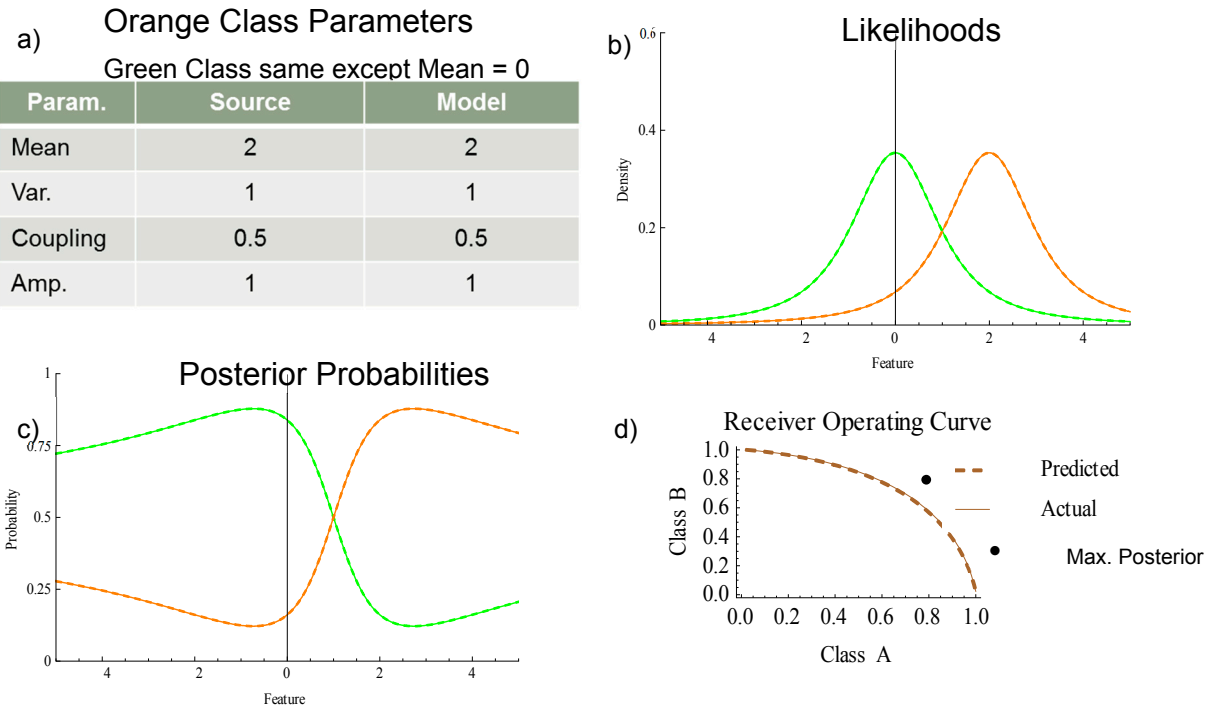 a)
Orange Class Parameters
Green Class same except Mean = 0
Param. Source Model
Mean 2 2
Var. 1 1
Coupling 0.5 0.5
Amp. 1 1
b)
Likelihoods
0.6
0.4
0.2
0
Density
4 2 0 2 4
Feature
c)
Posterior Probabilities
1
0.75
0.5
0.25
0
Probability
4 2 0 2 4
Feature
d)
Receiver Operating Curve
1.0
0.8
0.6
0.4
0.2
0.0
Class B
0.0 0.2 0.4 0.6 0.8 1.0
Class A
Predicted
Actual
Max. Posterior